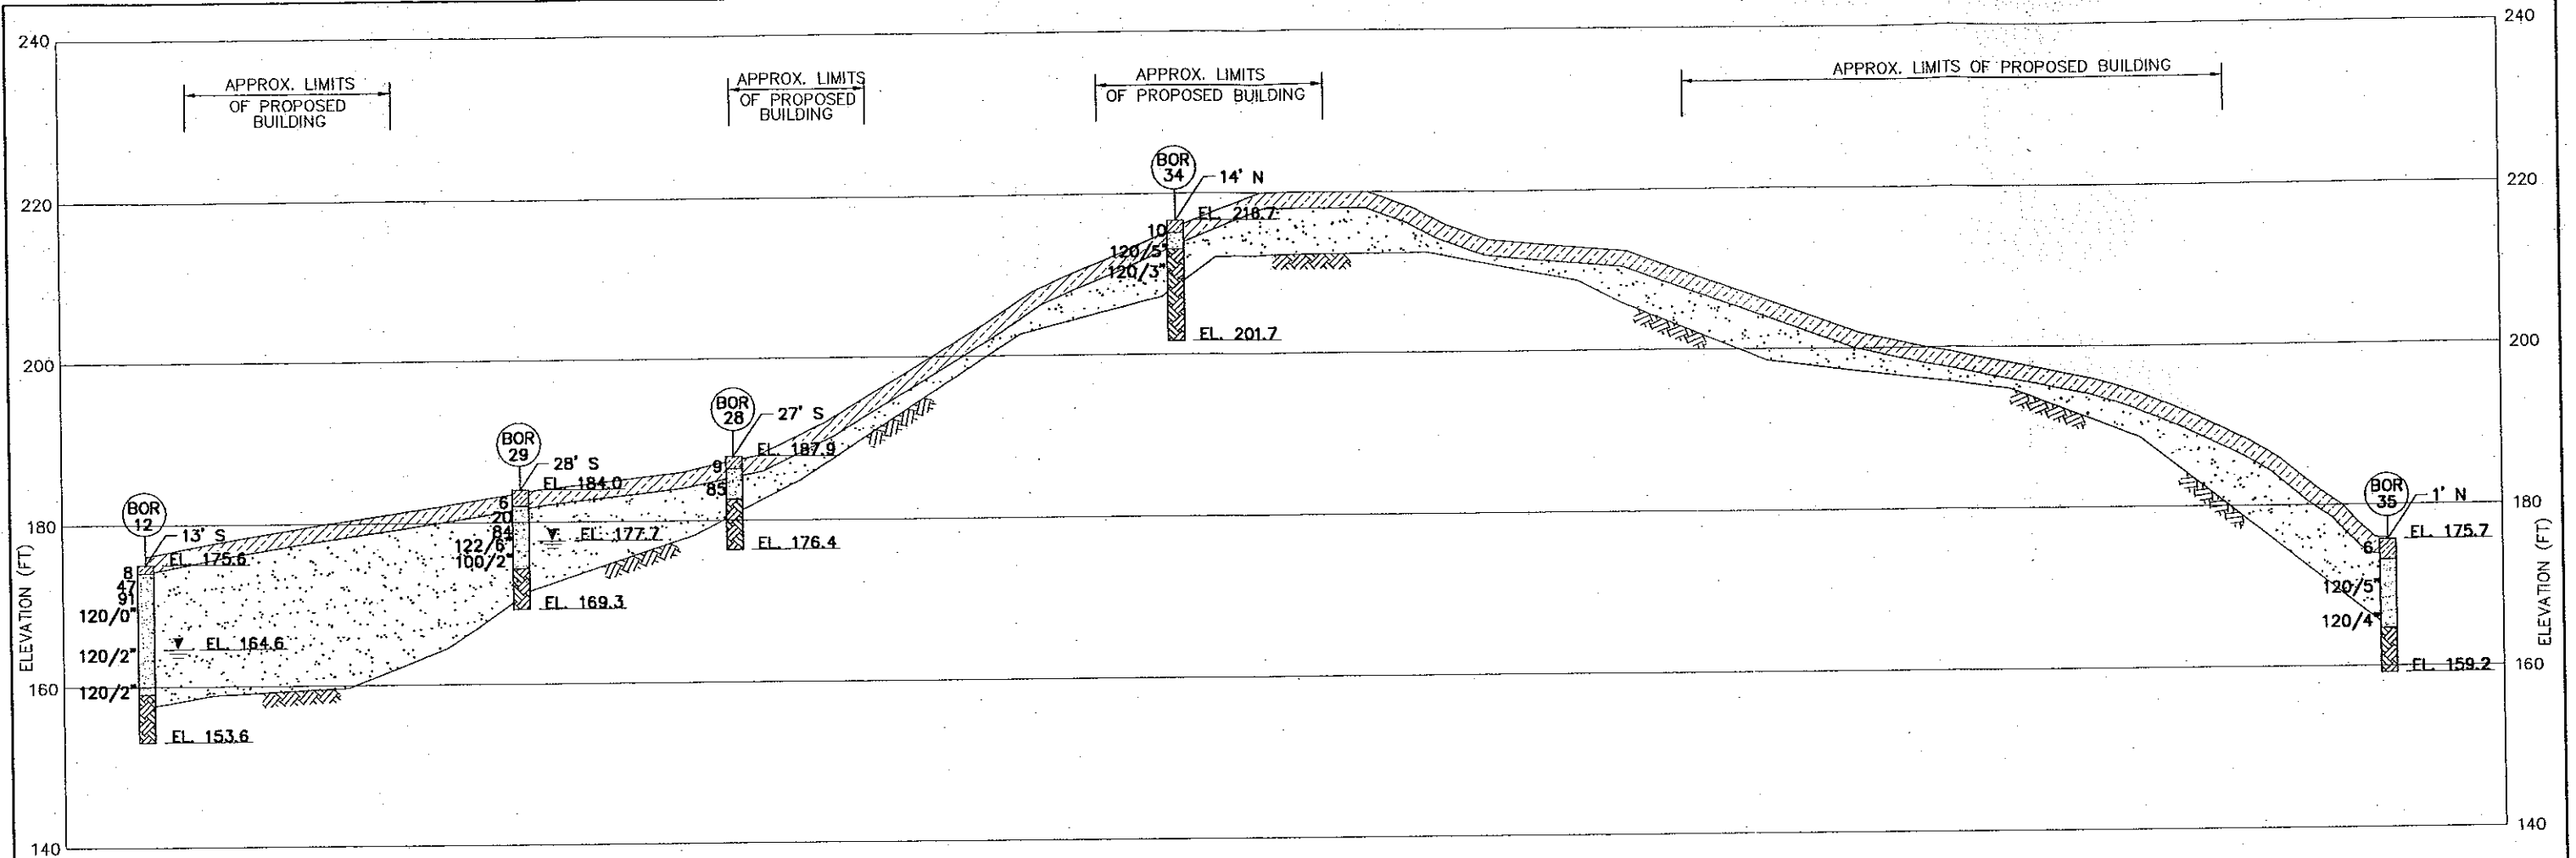 240
240
APPROX. LIMITS
OF PROPOSED
BUILDING
APPROX. LIMITS
OF PROPOSED
BUILDING
APPROX. LIMITS
OF PROPOSED BUILDING
APPROX. LIMITS OF PROPOSED BUILDING
BOR
34
14' N
220
220
EL. 218.7
10
120/5"
120/3"
EL. 201.7
200
200
BOR
28
27' S
EL. 187.9
9
85
EL. 176.4
BOR
29
28' S
EL. 184.0
6
20
84
122/6"
100/2"
EL. 177.7
EL. 169.3
BOR
12
13' S
EL. 175.6
8
47
91
120/0"
120/2"
120/2"
EL. 164.6
EL. 153.6
180
180
BOR
35
1' N
EL. 175.7
6
120/5"
120/4"
EL. 159.2
160
160
ELEVATION (FT)
ELEVATION (FT)
140
140